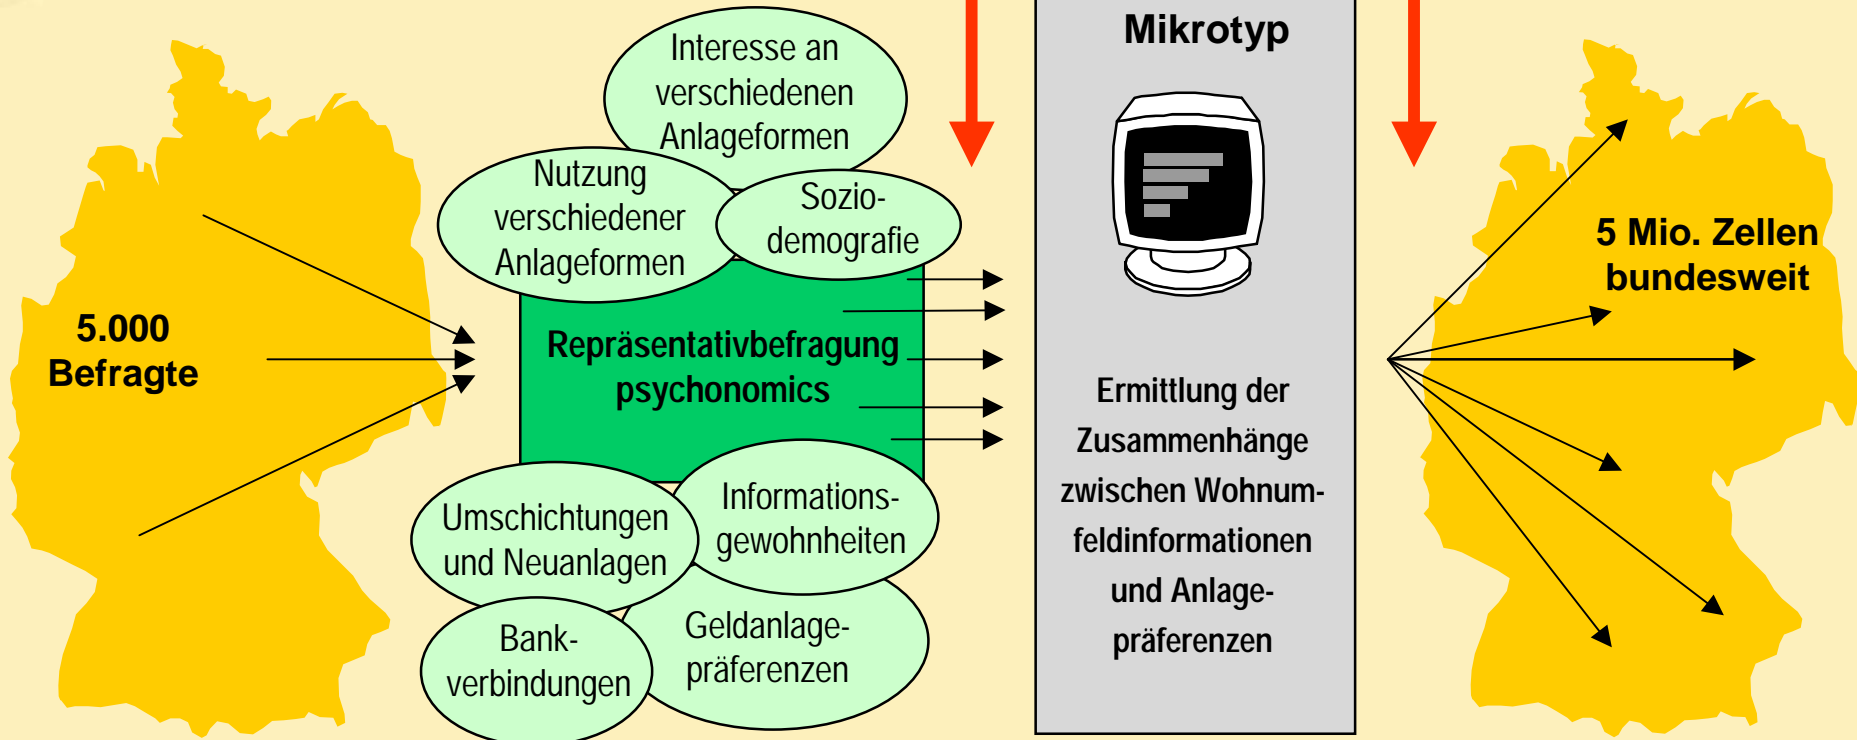 5.000
Befragte
Interesse an
verschiedenen
Anlageformen
Nutzung
verschiedener
Anlageformen
Sozio-
demografie
Repräsentativbefragung
psychonomics
Umschichtungen
und Neuanlagen
Informations-
gewohnheiten
Bank-
verbindungen
Geldanlage-
präferenzen
Mikrotyp
Ermittlung der
Zusammenhänge
zwischen Wohnum-
feldinformationen
und Anlage-
präferenzen
5 Mio. Zellen
bundesweit